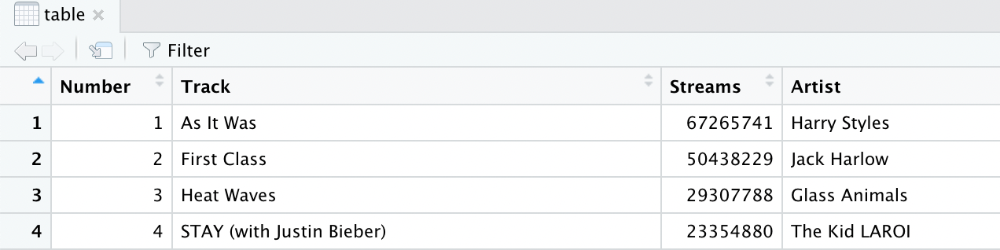 table
Filter
Number Track Streams Artist
1 1 As It Was 67265741 Harry Styles
2 2 First Class 50438229 Jack Harlow
3 3 Heat Waves 29307788 Glass Animals
4 4 STAY (with Justin Bieber) 23354880 The Kid LAROI